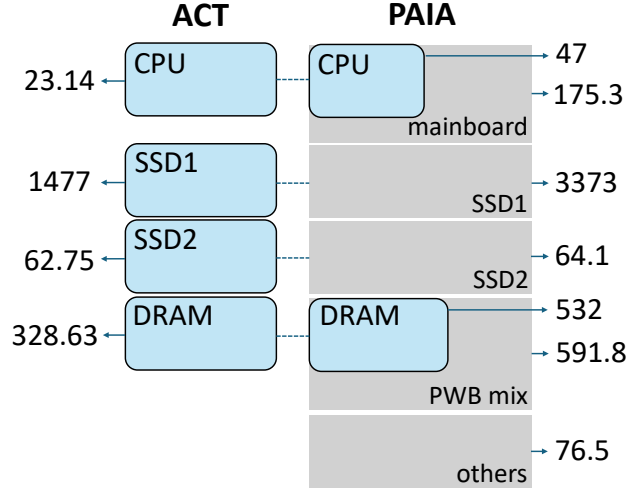 ACT PAIA
CPU CPU 47
23.14
175.3
mainboard
SSD1
1477 3373
SSD1
SSD2
62.75 64.1
SSD2
DRAM DRAM 532
328.63
591.8
PWB mix
76.5
others